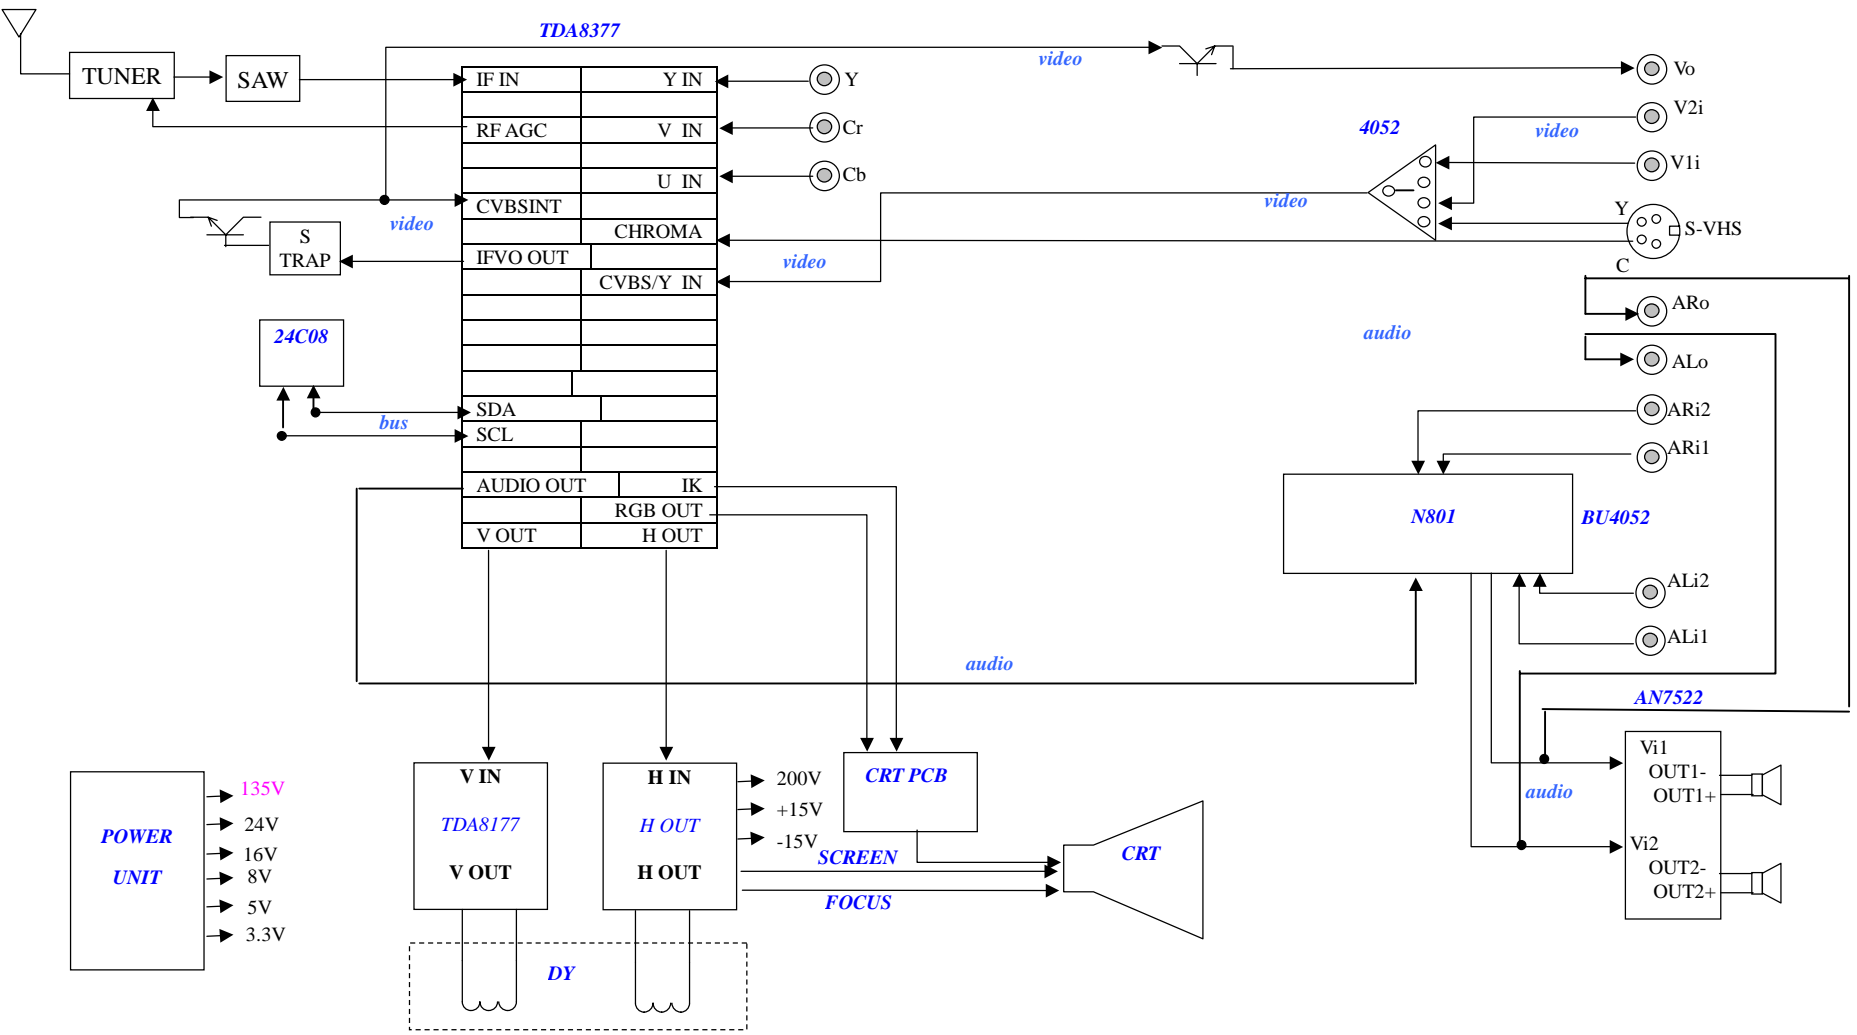 TDA8377
video
TUNER
SAW
IF IN
Y IN
Y
Vo
V2i
RF AGC
V IN
Cr
4052
video
V1i
U IN
Cb
CVBSINT
video
video
Y
S-VHS
CHROMA
S
TRAP
IFVO OUT
video
C
CVBS/Y IN
ARo
24C08
audio
ALo
SDA
ARi2
bus
SCL
ARi1
AUDIO OUT
IK
RGB OUT
N801
BU4052
V OUT
H OUT
ALi2
ALi1
audio
AN7522
V IN
H IN
CRT PCB
Vi1
OUT1-
OUT1+
200V
135V
+15V
audio
POWER
UNIT
24V
16V
8V
5V
3.3V
TDA8177
H OUT
-15V
SCREEN
CRT
Vi2
V OUT
H OUT
OUT2-
OUT2+
FOCUS
DY